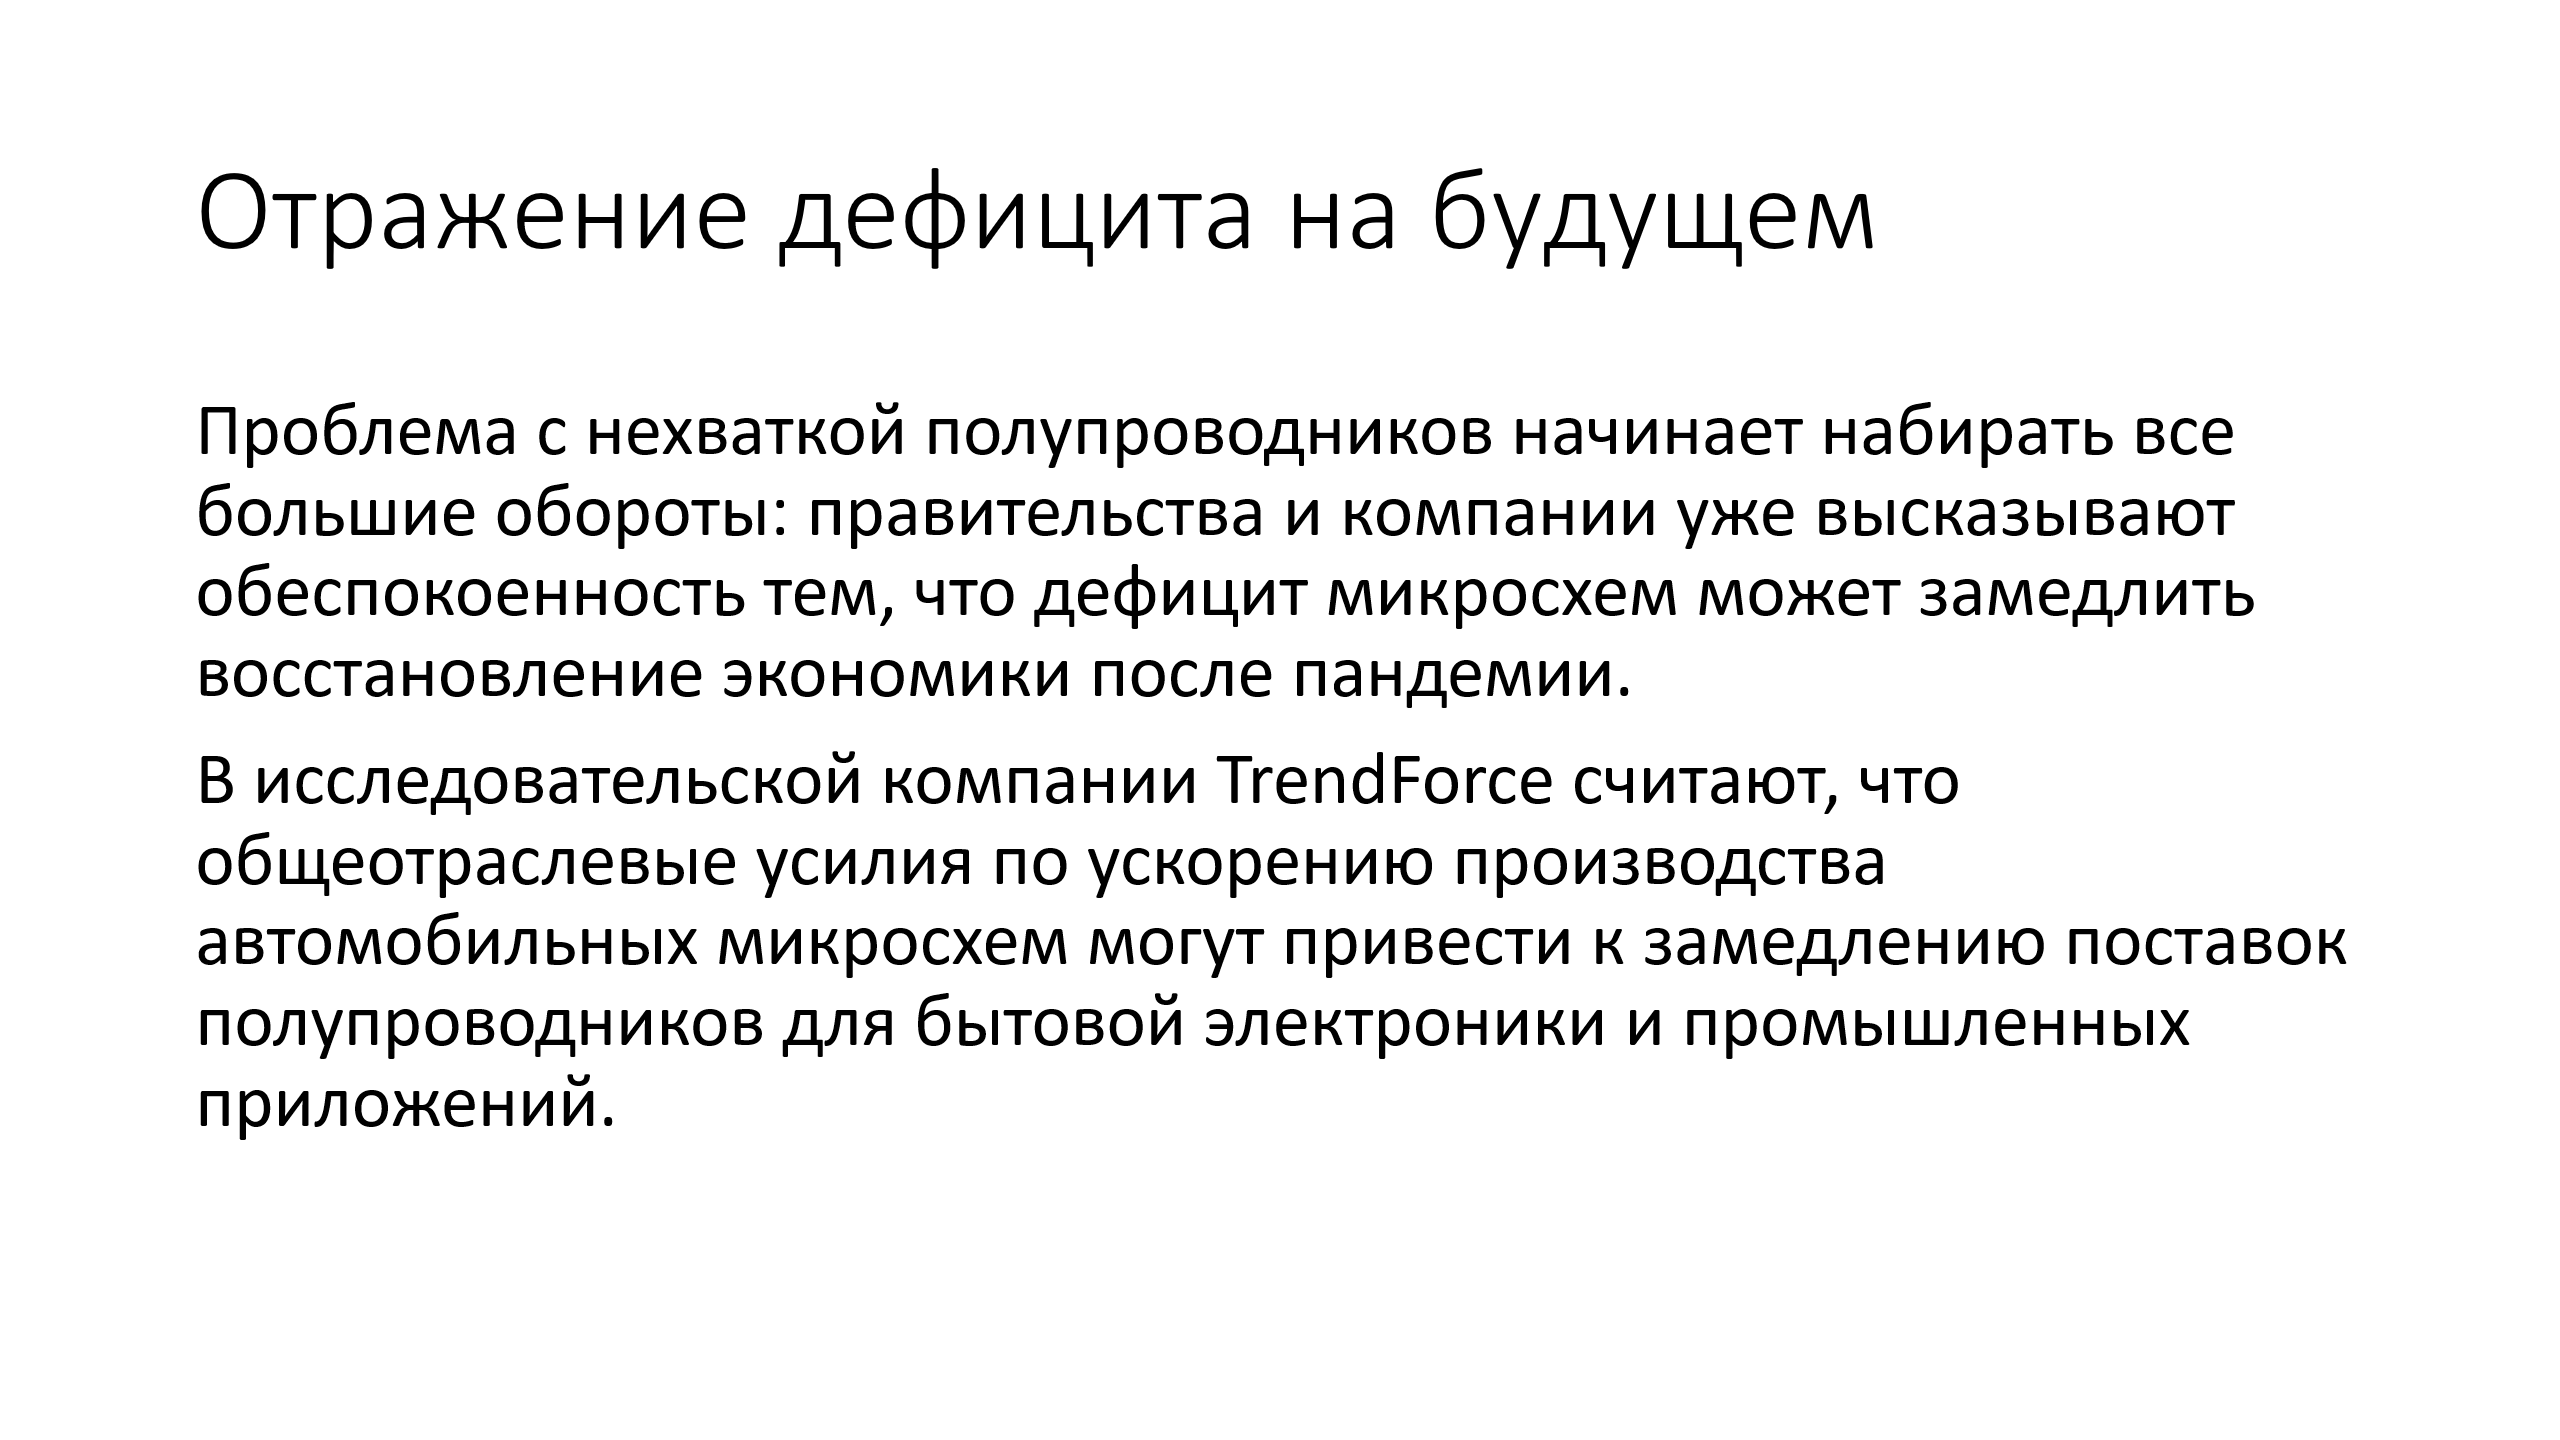 Отражение дефицита на будущем
Проблема с нехваткой полупроводников начинает набирать все
большие обороты: правительства и компании уже высказывают
обеспокоенность тем, что дефицит микросхем может замедлить
восстановление экономики после пандемии.
В исследовательской компании TrendForce считают, что
общеотраслевые усилия по ускорению производства
автомобильных микросхем могут привести к замедлению поставок
полупроводников для бытовой электроники и промышленных
приложений.